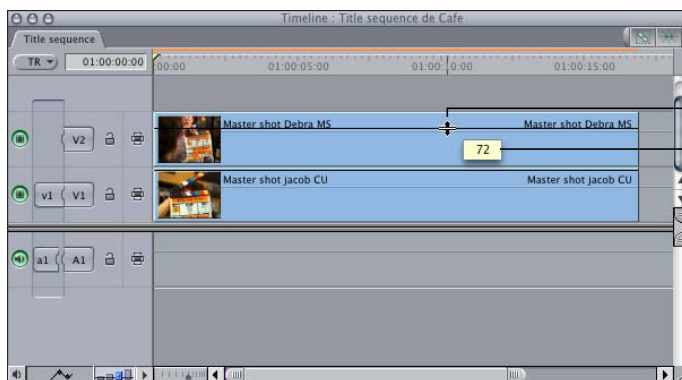 Timeline : Title sequence de Cafe
Title sequence
TR
01:00:00:00
00:00
01:00:05:00
01:00:10:00
01:00:15:00
Master shot Debra MS
Master shot Debra MS
V2
72
Master shot jacob CU
Master shot jacob CU
v1
V1
a1
A1